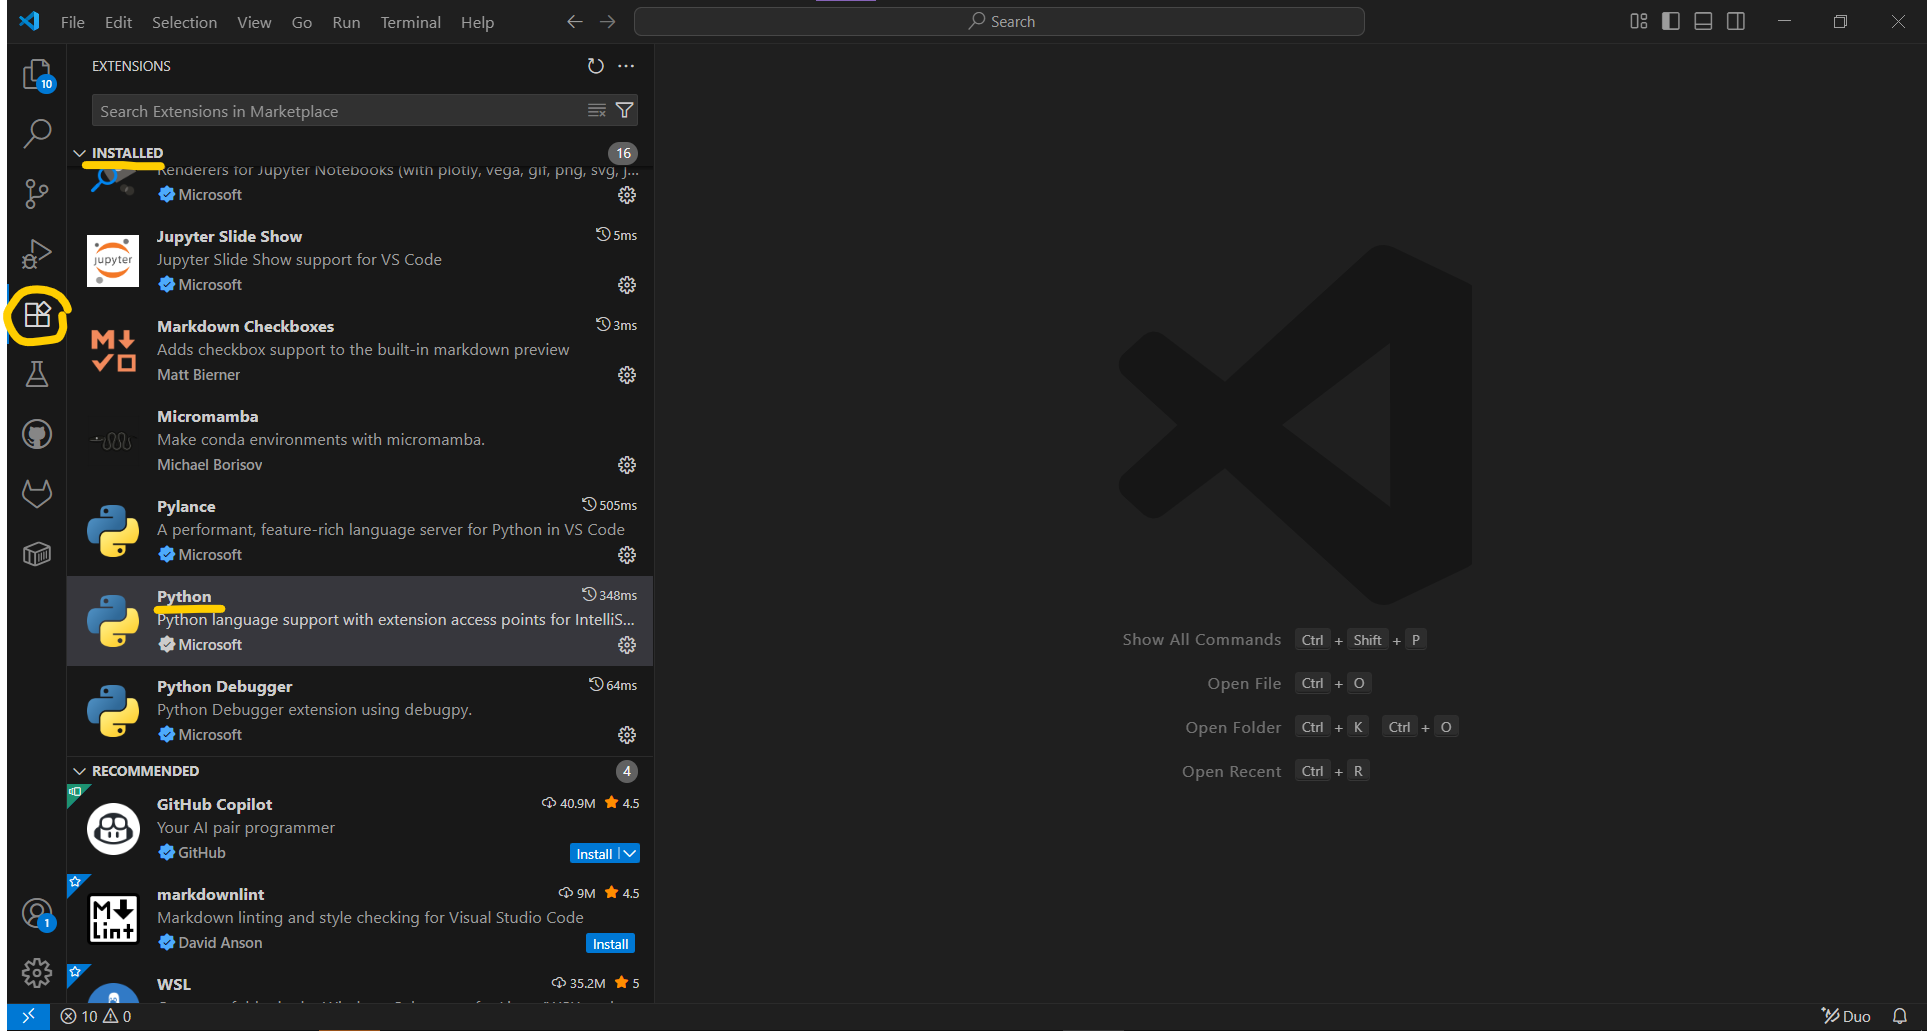 File Edit Selection View Go Run Terminal Help
Search
EXTENSIONS
10
Search Extensions in Marketplace
INSTALLED 16
Renderers for Jupyter Notebooks (with plotly, vega, gif, png, svg, j...
Microsoft
Jupyter Slide Show 5ms
jupyter
Jupyter Slide Show support for VS Code
Microsoft
Markdown Checkboxes 3ms
Adds checkbox support to the built-in markdown preview
Matt Bierner
Micromamba
Make conda environments with micromamba.
Michael Borisov
Pylance 505ms
A performant, feature-rich language server for Python in VS Code
Microsoft
Python 348ms
Python language support with extension access points for IntelliS...
Microsoft
Python Debugger 64ms
Python Debugger extension using debugpy.
Microsoft
RECOMMENDED 4
GitHub Copilot 40.9M 4.5
Your AI pair programmer
GitHub Install
markdownlint 9M 4.5
M Lint
Markdown linting and style checking for Visual Studio Code
David Anson Install
1
WSL 35.2M 5
Show All Commands Ctrl + Shift + P
Open File Ctrl + O
Open Folder Ctrl + K Ctrl + O
Open Recent Ctrl + R
10 0 Duo